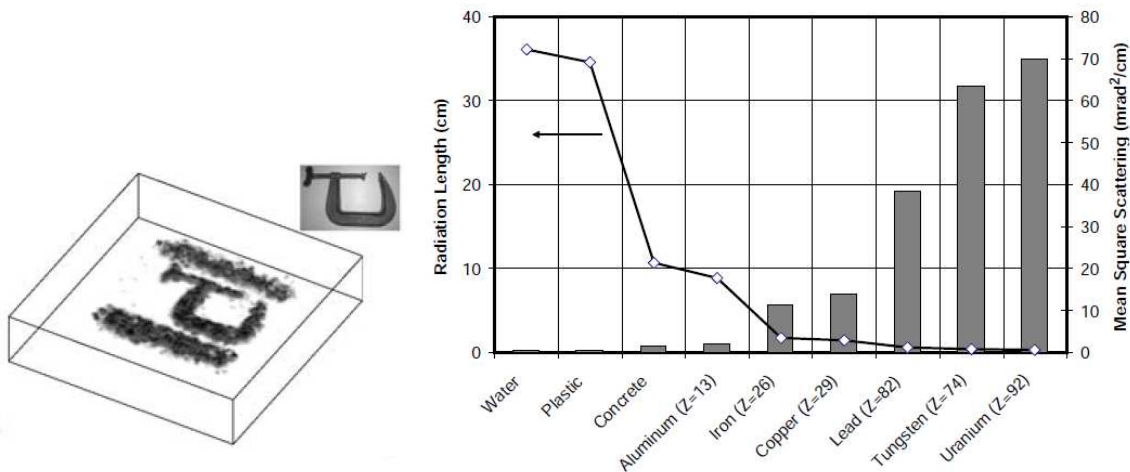 40
30
20
10
0
Radiation Length (cm)
80
70
60
50
40
30
20
10
0
Mean Square Scattering (mrad²/cm)
Water
Plastic
Concrete
Aluminum (Z=13)
Iron (Z=26)
Copper (Z=29)
Lead (Z=82)
Tungsten (Z=74)
Uranium (Z=92)